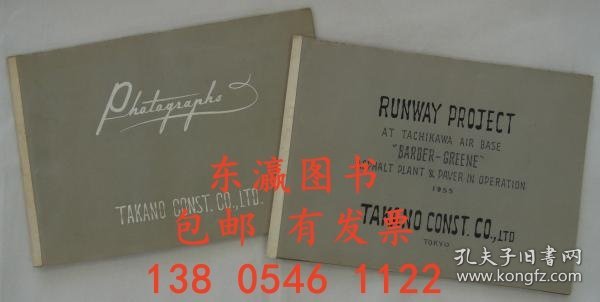 Photographs
TAKANO CONST. CO., LTD.
RUNWAY PROJECT
AT TACHIKAWA AIR BASE
"BARBER-GREENE"
ASPHALT PLANT & PAVER IN OPERATION
1955
TAKANO CONST. CO., LTD
TOKYO
东瀛图书
包邮 有发票
138 0546 1122
孔夫子旧书网
www.kongfz.com